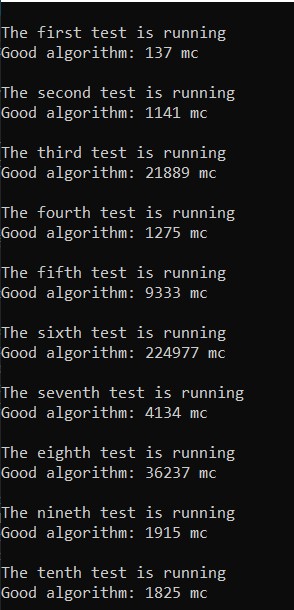 The first test is running
Good algorithm: 137 mc
The second test is running
Good algorithm: 1141 mc
The third test is running
Good algorithm: 21889 mc
The fourth test is running
Good algorithm: 1275 mc
The fifth test is running
Good algorithm: 9333 mc
The sixth test is running
Good algorithm: 224977 mc
The seventh test is running
Good algorithm: 4134 mc
The eighth test is running
Good algorithm: 36237 mc
The nineth test is running
Good algorithm: 1915 mc
The tenth test is running
Good algorithm: 1825 mc